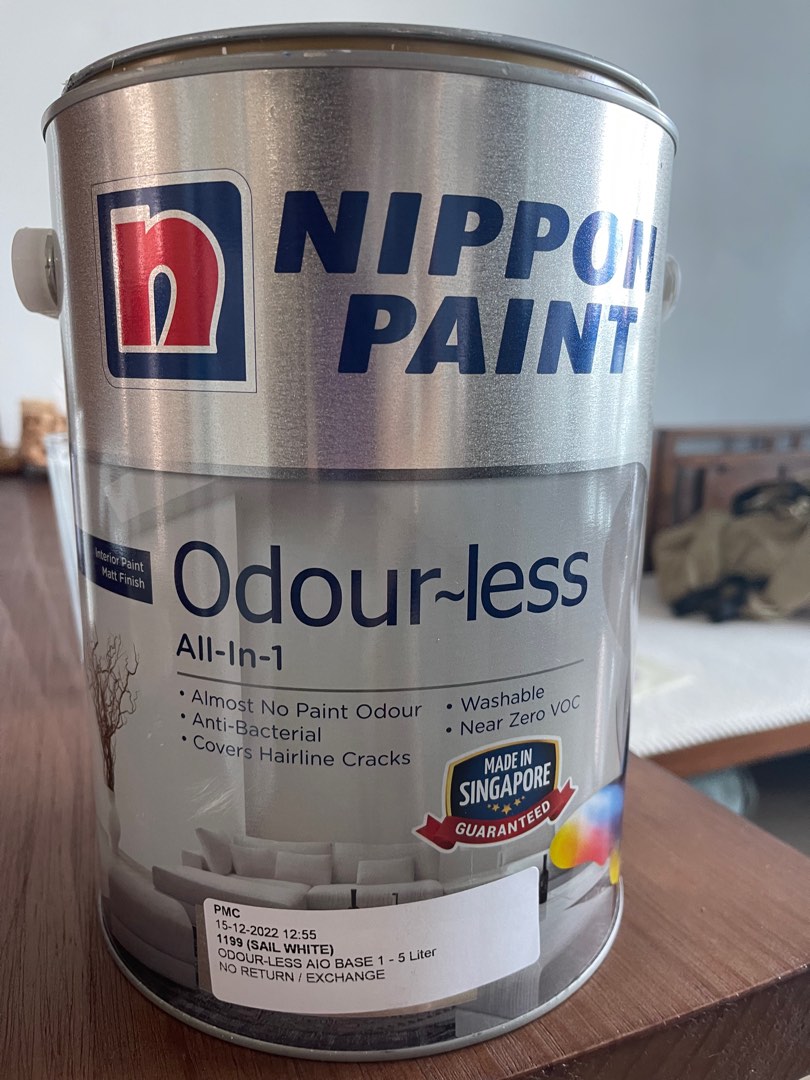 n
NIPPON
PAINT
Interior Paint
Matt Finish
Odour~less
All-In-1
• Almost No Paint Odour
• Anti-Bacterial
• Covers Hairline Cracks
• Washable
• Near Zero VOC
MADE IN
SINGAPORE
GUARANTEED
PMC
15-12-2022 12:55
1199 (SAIL WHITE)
ODOUR-LESS AIO BASE 1 - 5 Liter
NO RETURN / EXCHANGE